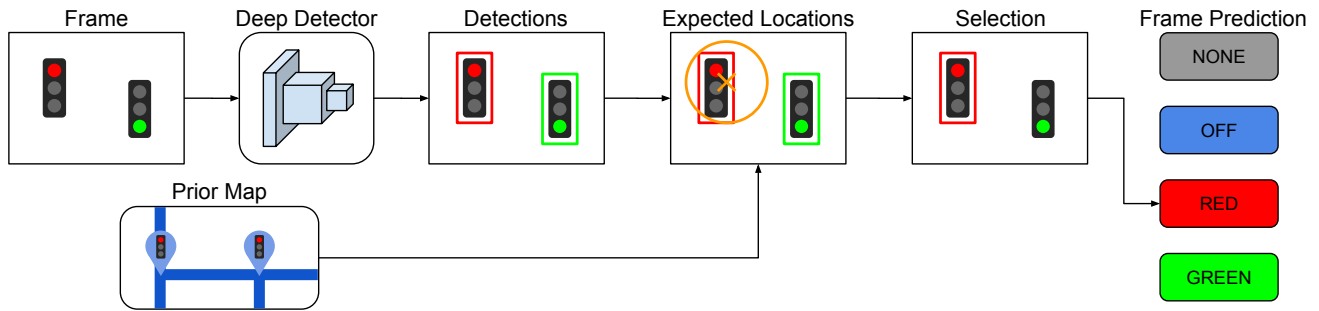 Frame
Deep Detector
Detections
Expected Locations
Selection
Frame Prediction
NONE
OFF
RED
GREEN
Prior Map